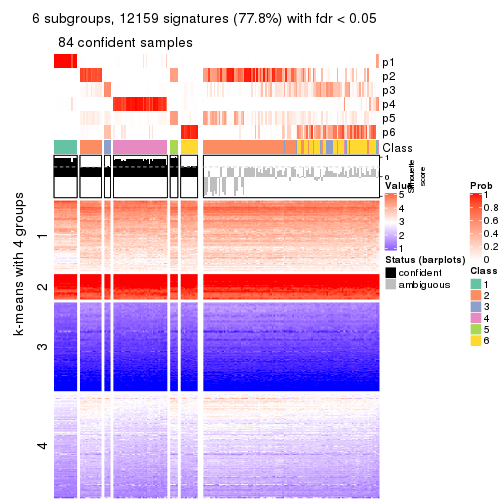 6 subgroups, 12159 signatures (77.8%) with fdr < 0.05
84 confident samples
p1
p2
p3
p4
p5
p6
Class
1
0
Silhouette
score
k-means with 4 groups
1
2
3
4
Value
5
4
3
2
1
Status (barplots)
confident
ambiguous
Prob
1
0.8
0.6
0.4
0.2
0
Class
1
2
3
4
5
6